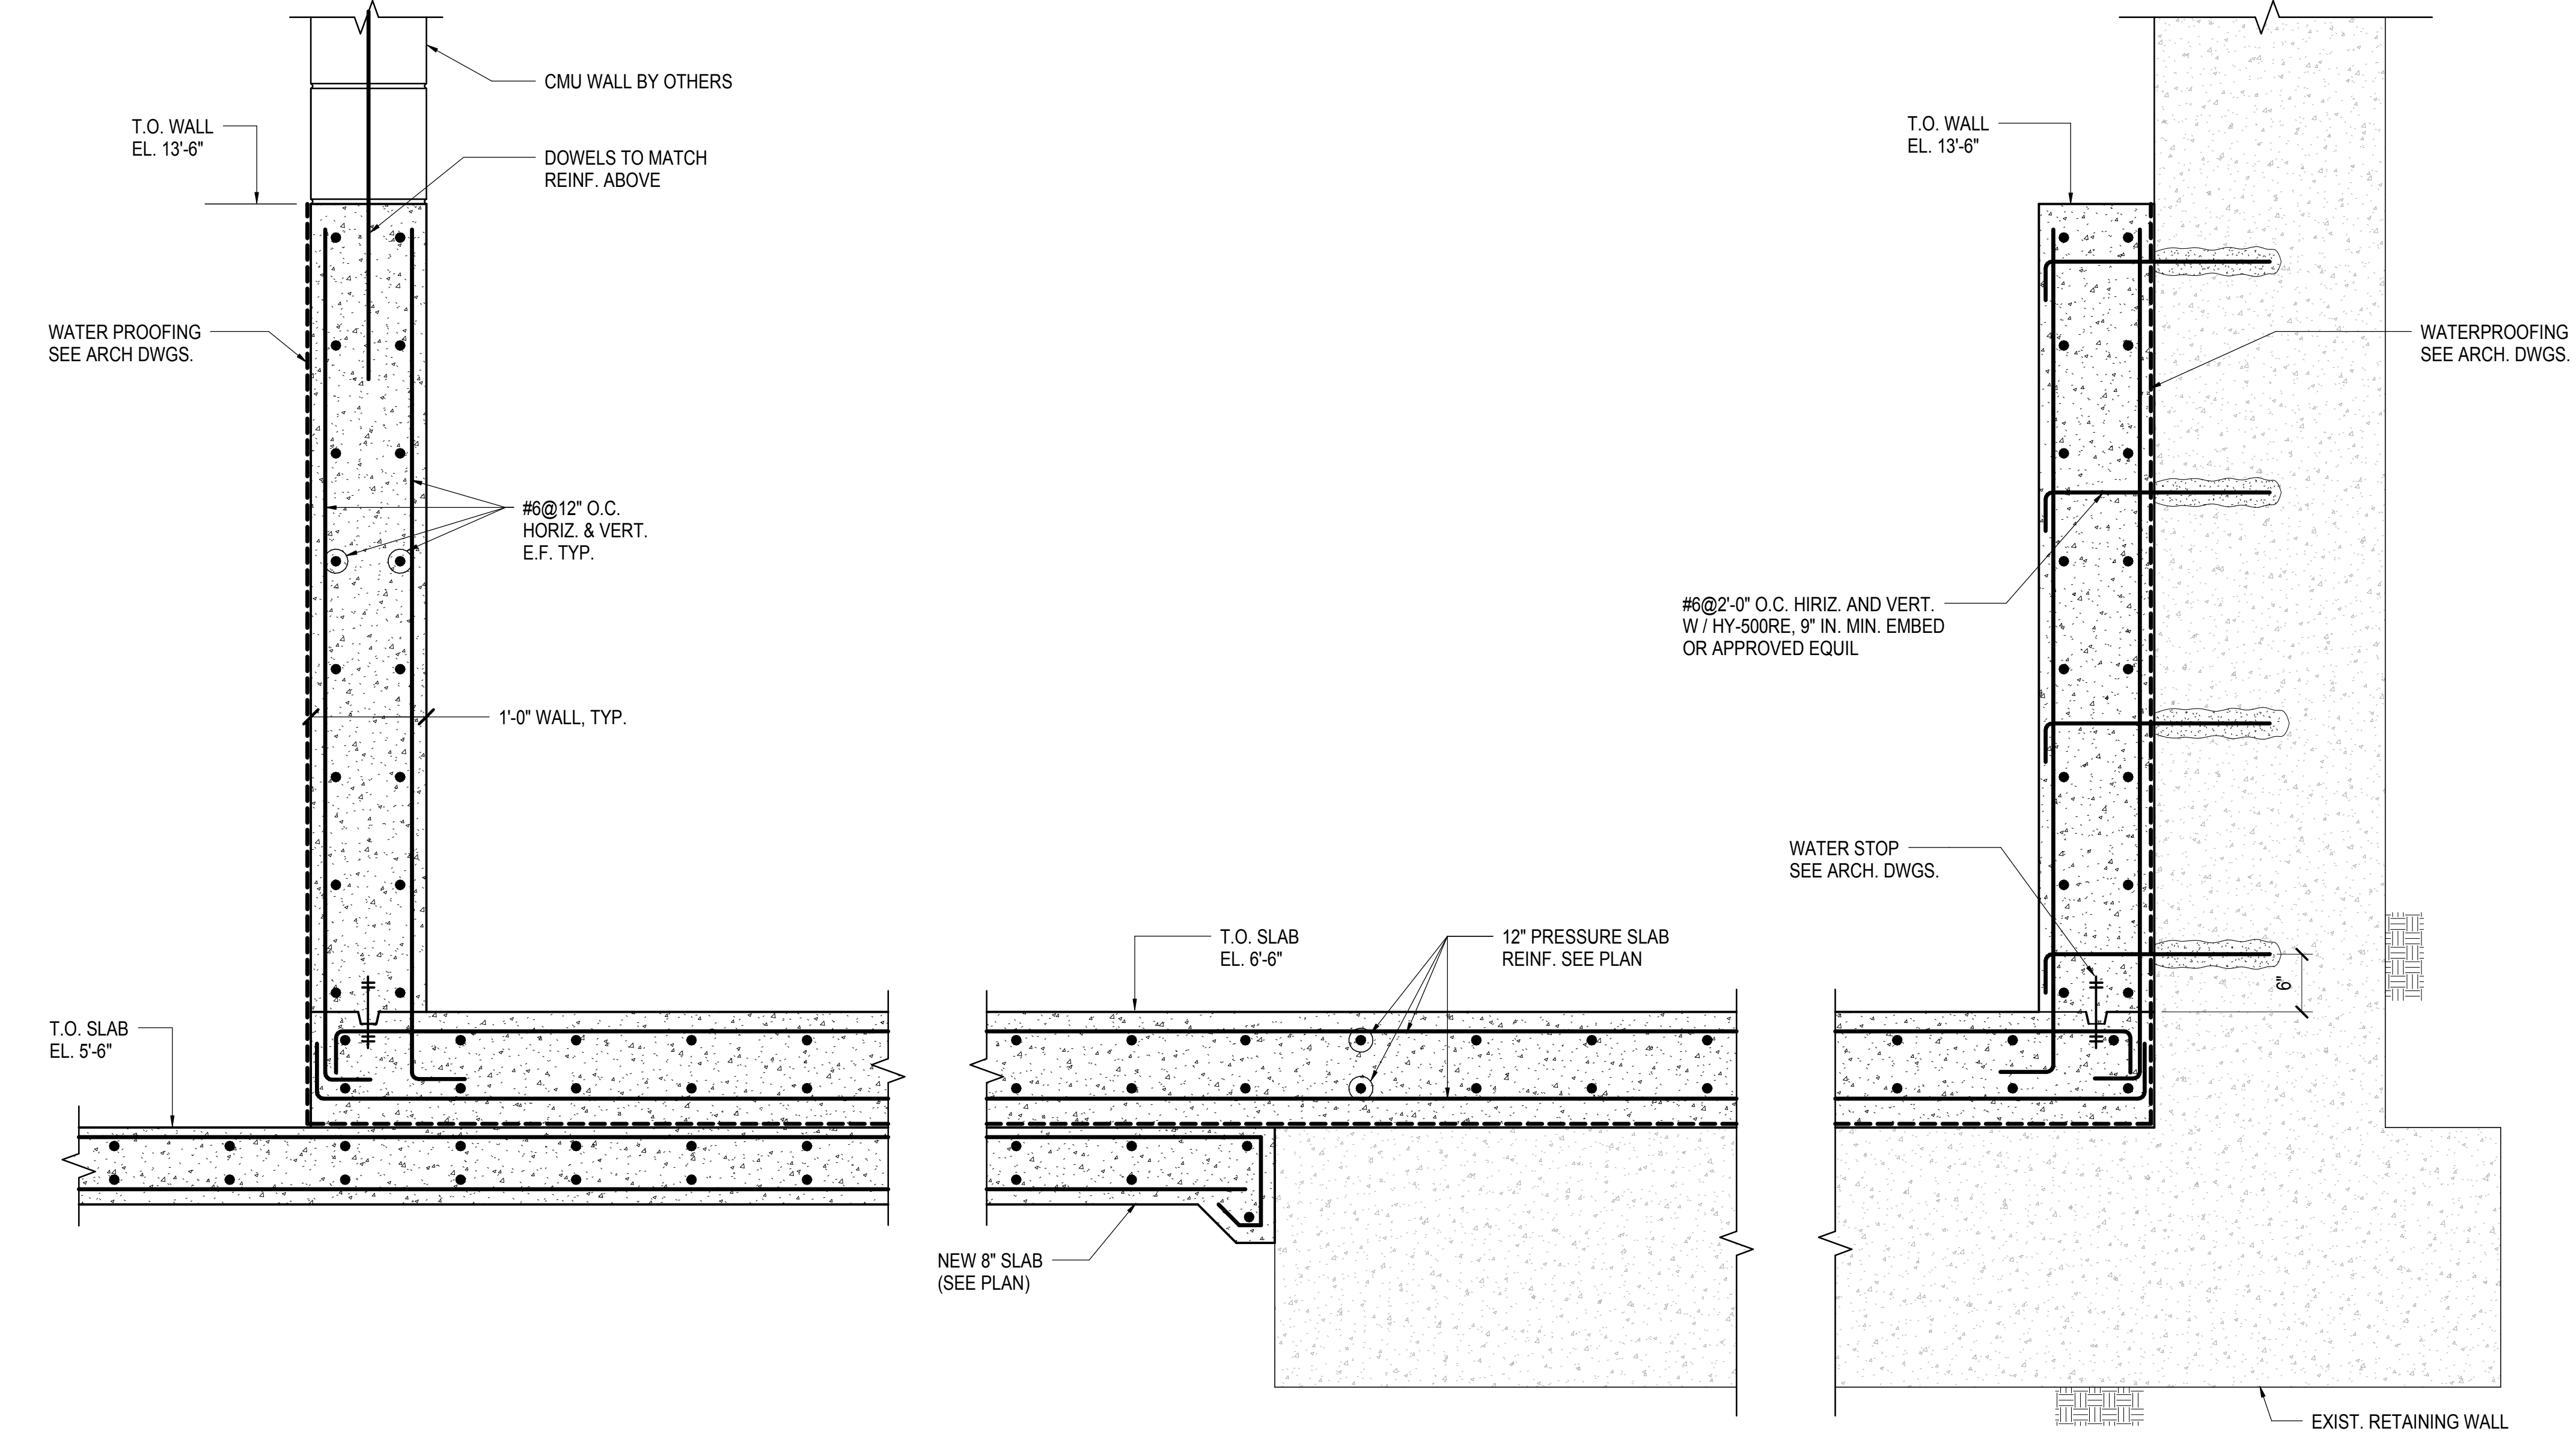 CMU WALL BY OTHERS
T.O. WALL
EL. 13'-6"
DOWELS TO MATCH
REINF. ABOVE
WATER PROOFING
SEE ARCH DWGS.
#6@12" O.C.
HORIZ. & VERT.
E.F. TYP.
1'-0" WALL, TYP.
T.O. SLAB
EL. 5'-6"
T.O. SLAB
EL. 6'-6"
12" PRESSURE SLAB
REINF. SEE PLAN
NEW 8" SLAB
(SEE PLAN)
T.O. WALL
EL. 13'-6"
WATERPROOFING
SEE ARCH. DWGS.
#6@2'-0" O.C. HIRIZ. AND VERT.
W / HY-500RE, 9" IN. MIN. EMBED
OR APPROVED EQUIL
WATER STOP
SEE ARCH. DWGS.
6"
EXIST. RETAINING WALL